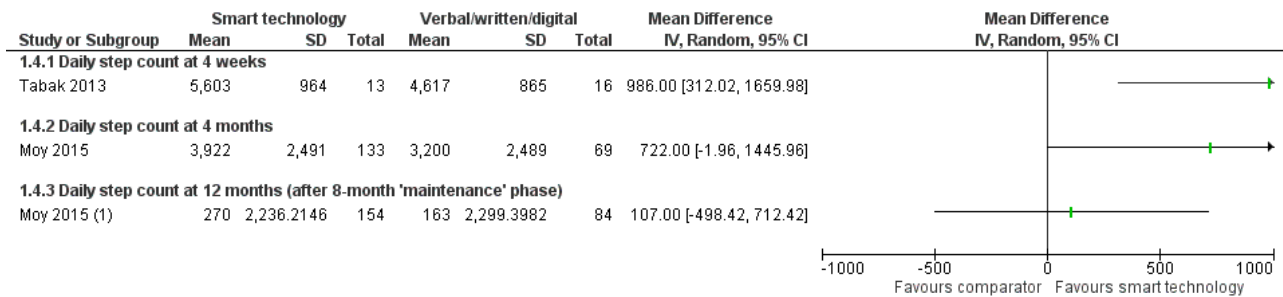 Smart technology Verbal/written/digital Mean Difference Mean Difference
Study or Subgroup Mean SD Total Mean SD Total IV, Random, 95% CI IV, Random, 95% CI
1.4.1 Daily step count at 4 weeks
Tabak 2013 5,603 964 13 4,617 865 16 986.00 [312.02, 1659.98]
1.4.2 Daily step count at 4 months
Moy 2015 3,922 2,491 133 3,200 2,489 69 722.00 [-1.96, 1445.96]
1.4.3 Daily step count at 12 months (after 8-month 'maintenance' phase)
Moy 2015 (1) 270 2,236.2146 154 163 2,299.3982 84 107.00 [-498.42, 712.42]
-1000 -500 0 500 1000
Favours comparator Favours smart technology